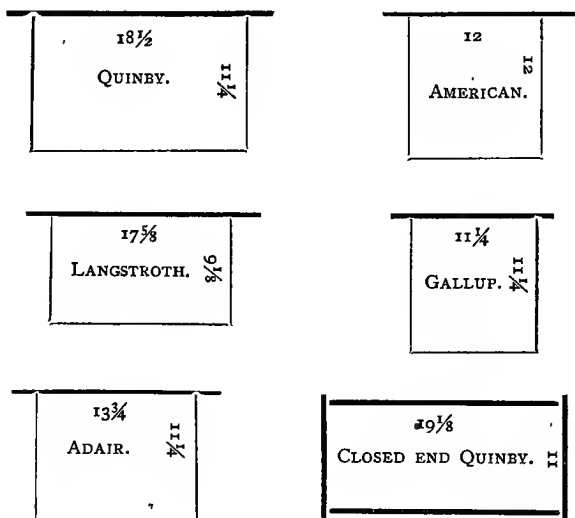 18½
QUINBY.
11¼
12
AMERICAN.
12
17⅝
LANGSTROTH.
9⅛
11¼
GALLUP.
11¼
13¾
ADAIR.
11¼
19⅛
CLOSED END QUINBY.
11